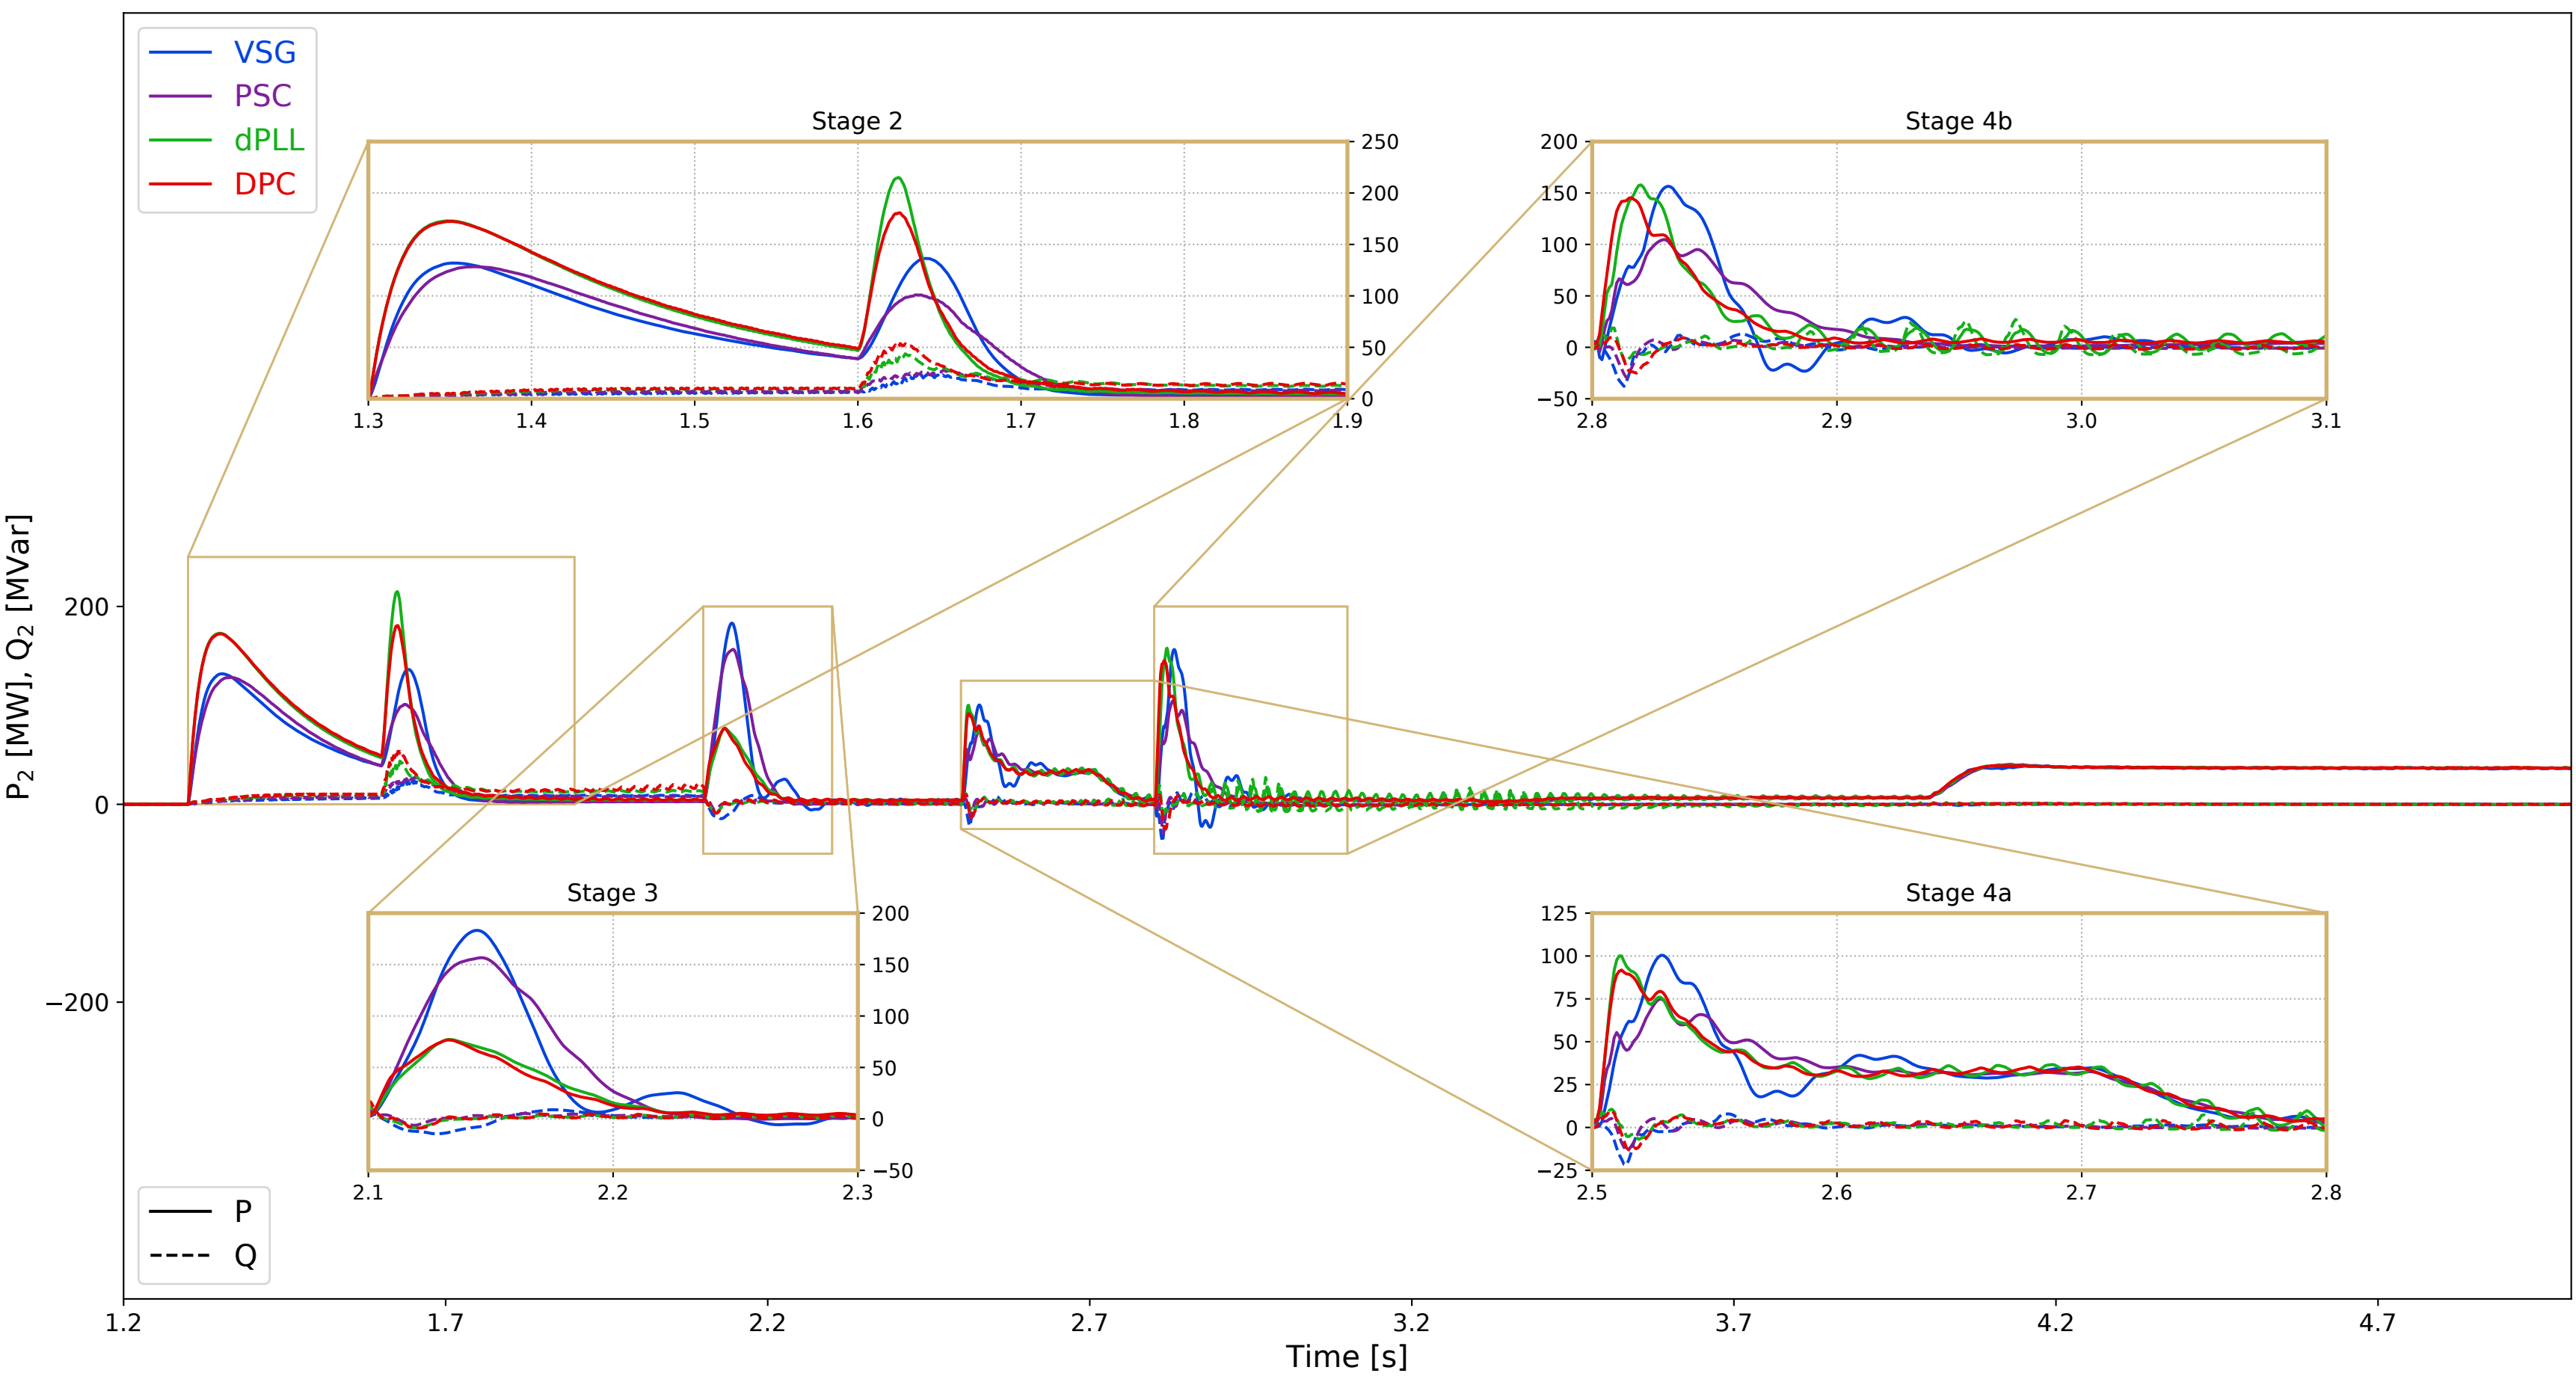 VSG
PSC
dPLL
DPC
Stage 2
250
200
150
100
50
0
1.3 1.4 1.5 1.6 1.7 1.8 1.9
Stage 4b
200
150
100
50
0
−50
2.8 2.9 3.0 3.1
P₂ [MW], Q₂ [MVar]
200
0
−200
Stage 3
200
150
100
50
0
−50
2.1 2.2 2.3
Stage 4a
125
100
75
50
25
0
−25
2.5 2.6 2.7 2.8
P
Q
1.2 1.7 2.2 2.7 3.2 3.7 4.2 4.7
Time [s]